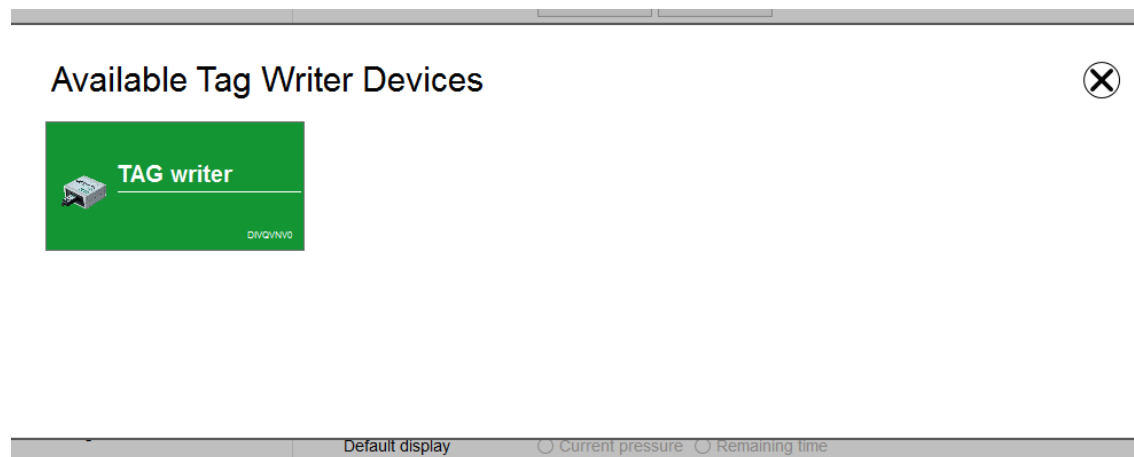 Available Tag Writer Devices
TAG writer
DIVQVNV0
Default display Current pressure Remaining time